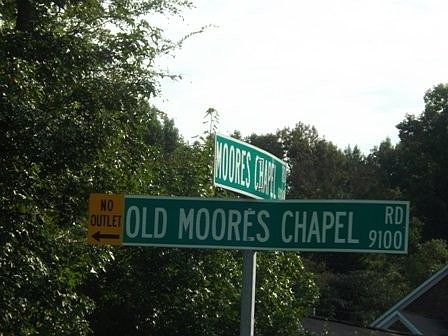 MOORES CHAPEL
NO
OUTLET
OLD MOORES CHAPEL RD
9100